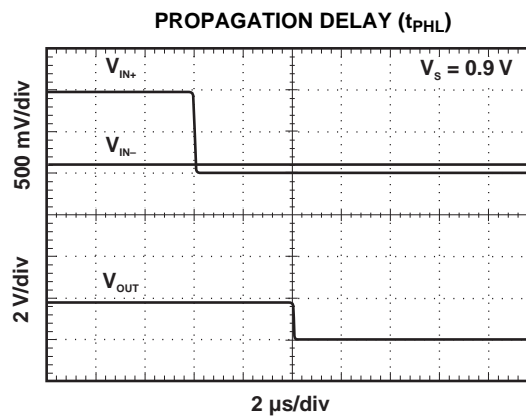 PROPAGATION DELAY (tPHL)
VIN+
VS = 0.9 V
500 mV/div
VIN–
VOUT
2 V/div
2 µs/div